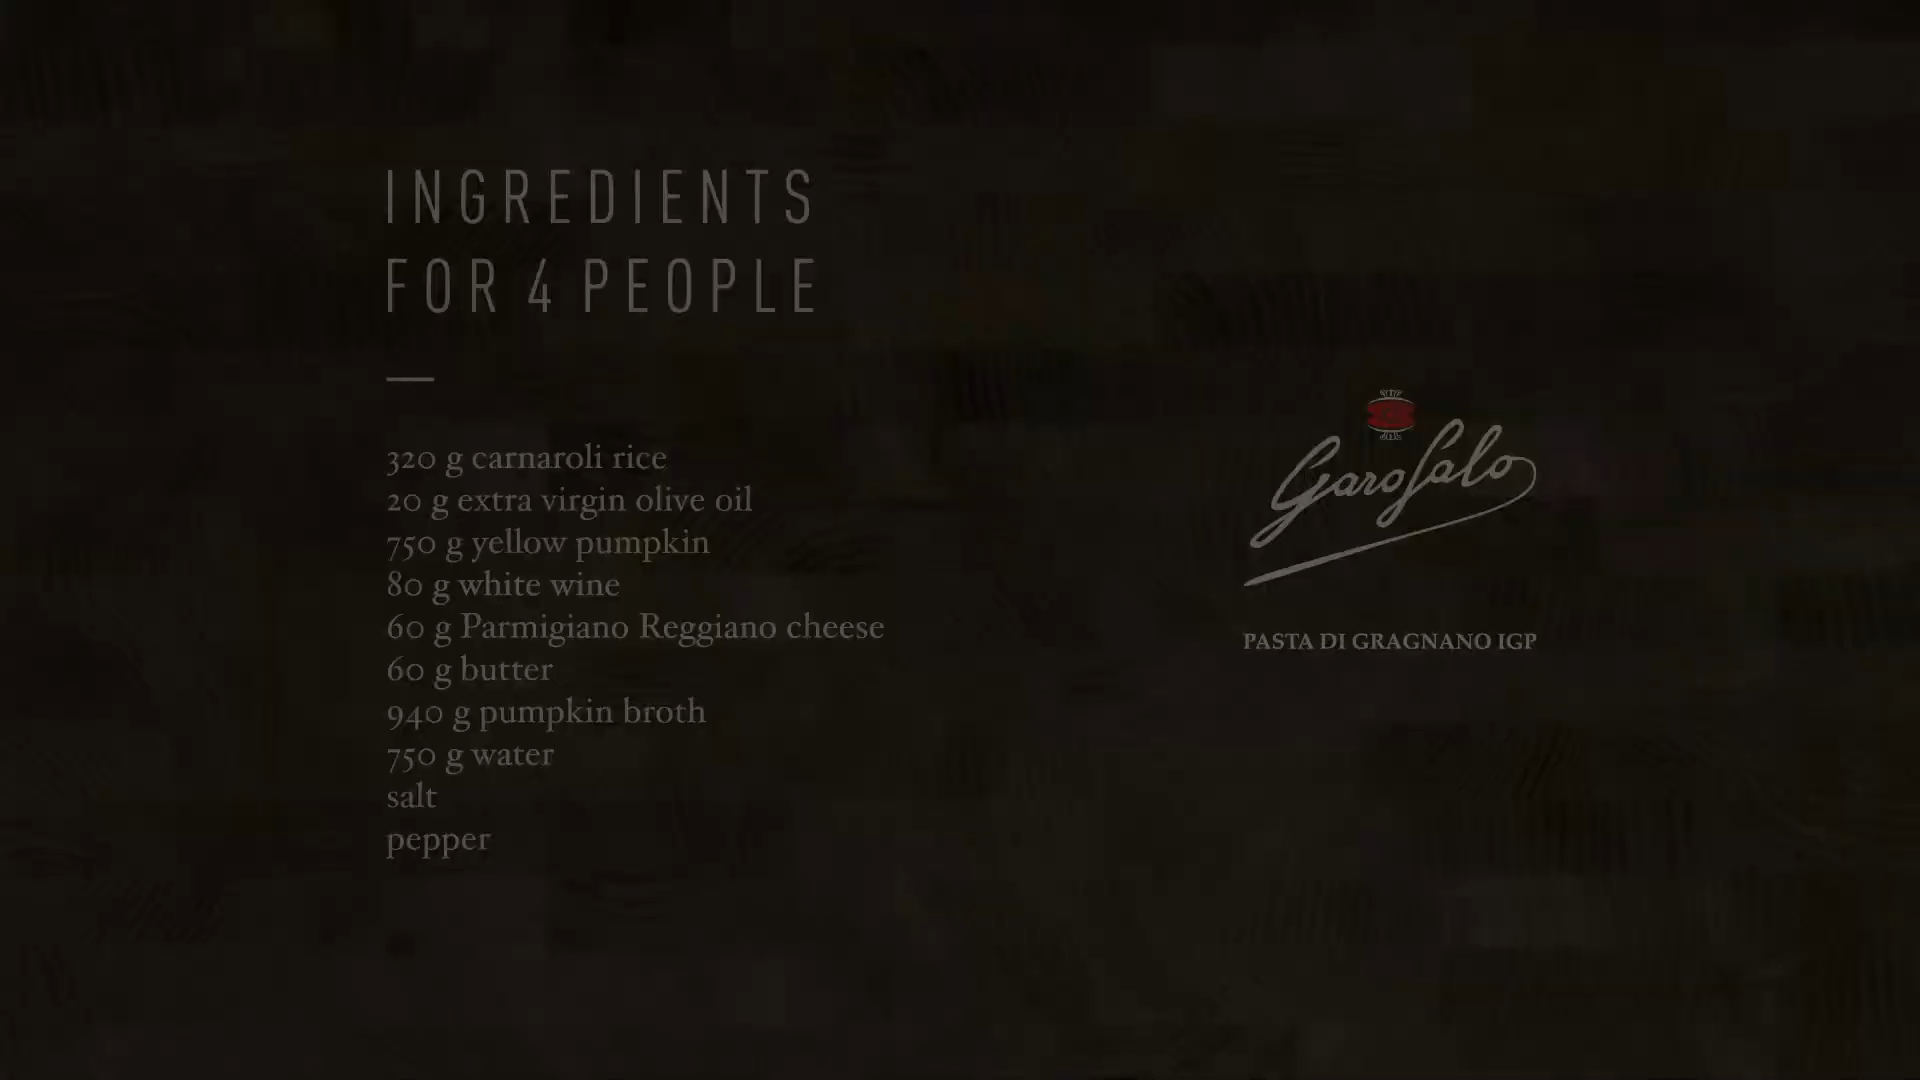 INGREDIENTS
FOR 4 PEOPLE
320 g carnaroli rice
20 g extra virgin olive oil
750 g yellow pumpkin
80 g white wine
60 g Parmigiano Reggiano cheese
60 g butter
940 g pumpkin broth
750 g water
salt
pepper
Garofalo
PASTA DI GRAGNANO IGP